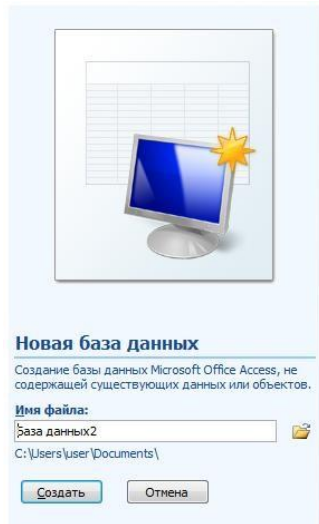 Новая база данных
Создание базы данных Microsoft Office Access, не
содержащей существующих данных или объектов.
Имя файла:
База данных2
C:\Users\user\Documents\
Создать Отмена